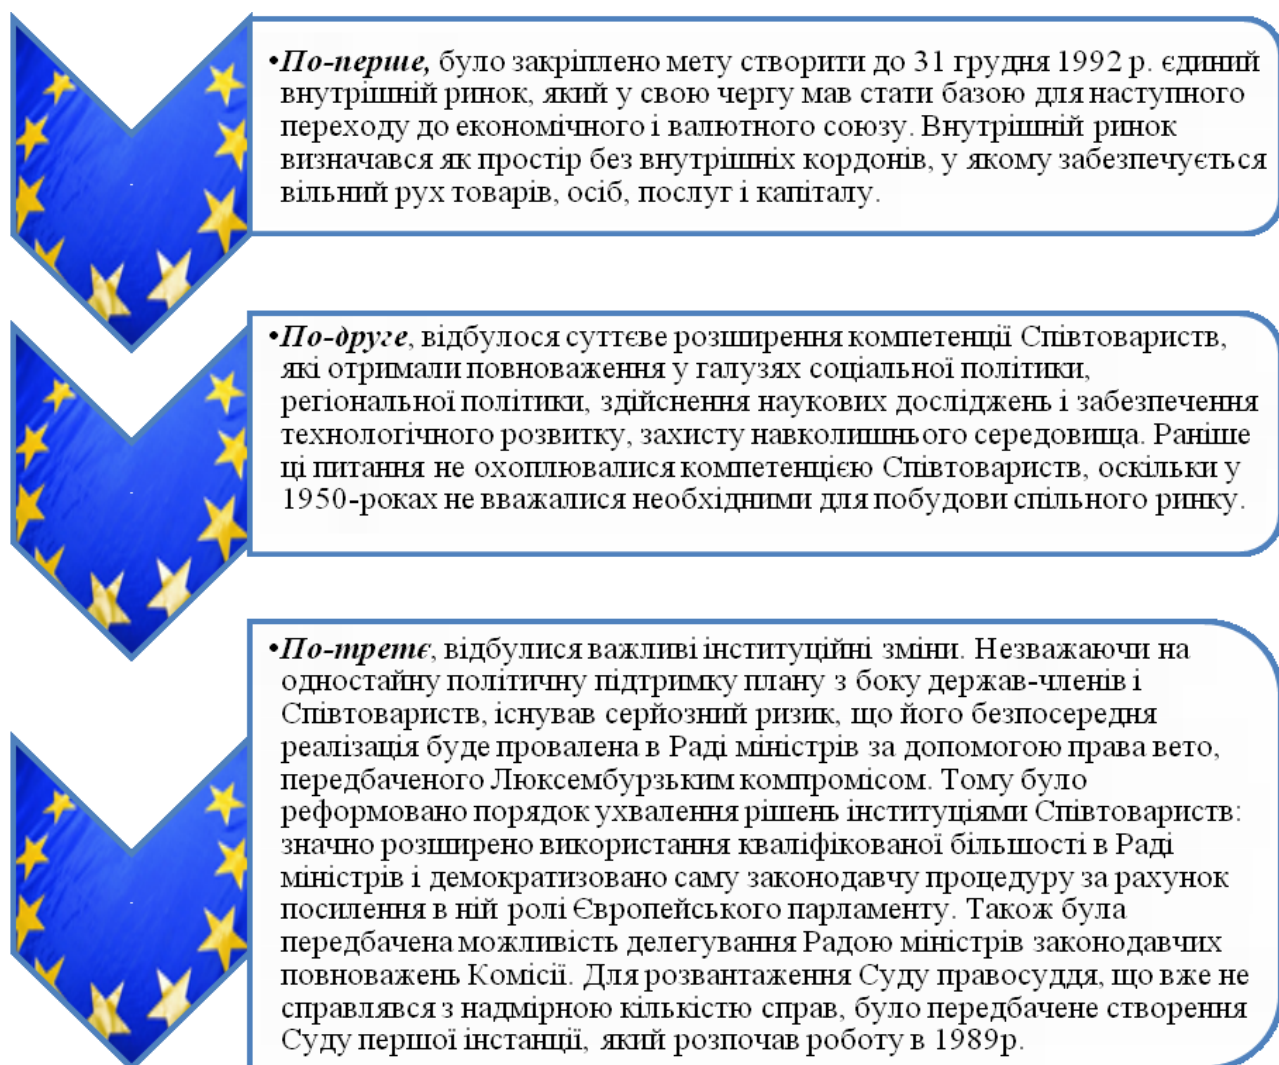 •По-перше, було закріплено мету створити до 31 грудня 1992 р. єдиний
внутрішній ринок, який у свою чергу мав стати базою для наступного
переходу до економічного і валютного союзу. Внутрішній ринок
визначався як простір без внутрішніх кордонів, у якому забезпечується
вільний рух товарів, осіб, послуг і капіталу.
•По-друге, відбулося суттєве розширення компетенції Співтовариств,
які отримали повноваження у галузях соціальної політики,
регіональної політики, здійснення наукових досліджень і забезпечення
технологічного розвитку, захисту навколишнього середовища. Раніше
ці питання не охоплювалися компетенцією Співтовариств, оскільки у
1950-роках не вважалися необхідними для побудови спільного ринку.
•По-третє, відбулися важливі інституційні зміни. Незважаючи на
одностайну політичну підтримку плану з боку держав-членів і
Співтовариств, існував серйозний ризик, що його безпосередня
реалізація буде провалена в Раді міністрів за допомогою права вето,
передбаченого Люксембурзьким компромісом. Тому було
реформовано порядок ухвалення рішень інституціями Співтовариств:
значно розширено використання кваліфікованої більшості в Раді
міністрів і демократизовано саму законодавчу процедуру за рахунок
посилення в ній ролі Європейського парламенту. Також була
передбачена можливість делегування Радою міністрів законодавчих
повноважень Комісії. Для розвантаження Суду правосуддя, що вже не
справлявся з надмірною кількістю справ, було передбачене створення
Суду першої інстанції, який розпочав роботу в 1989р.